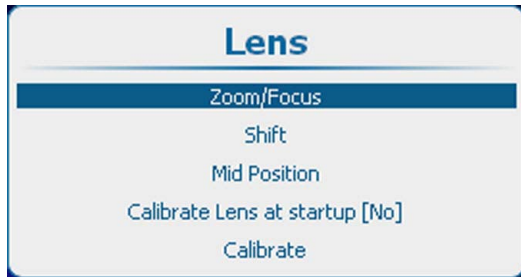 Lens
Zoom/Focus
Shift
Mid Position
Calibrate Lens at startup [No]
Calibrate